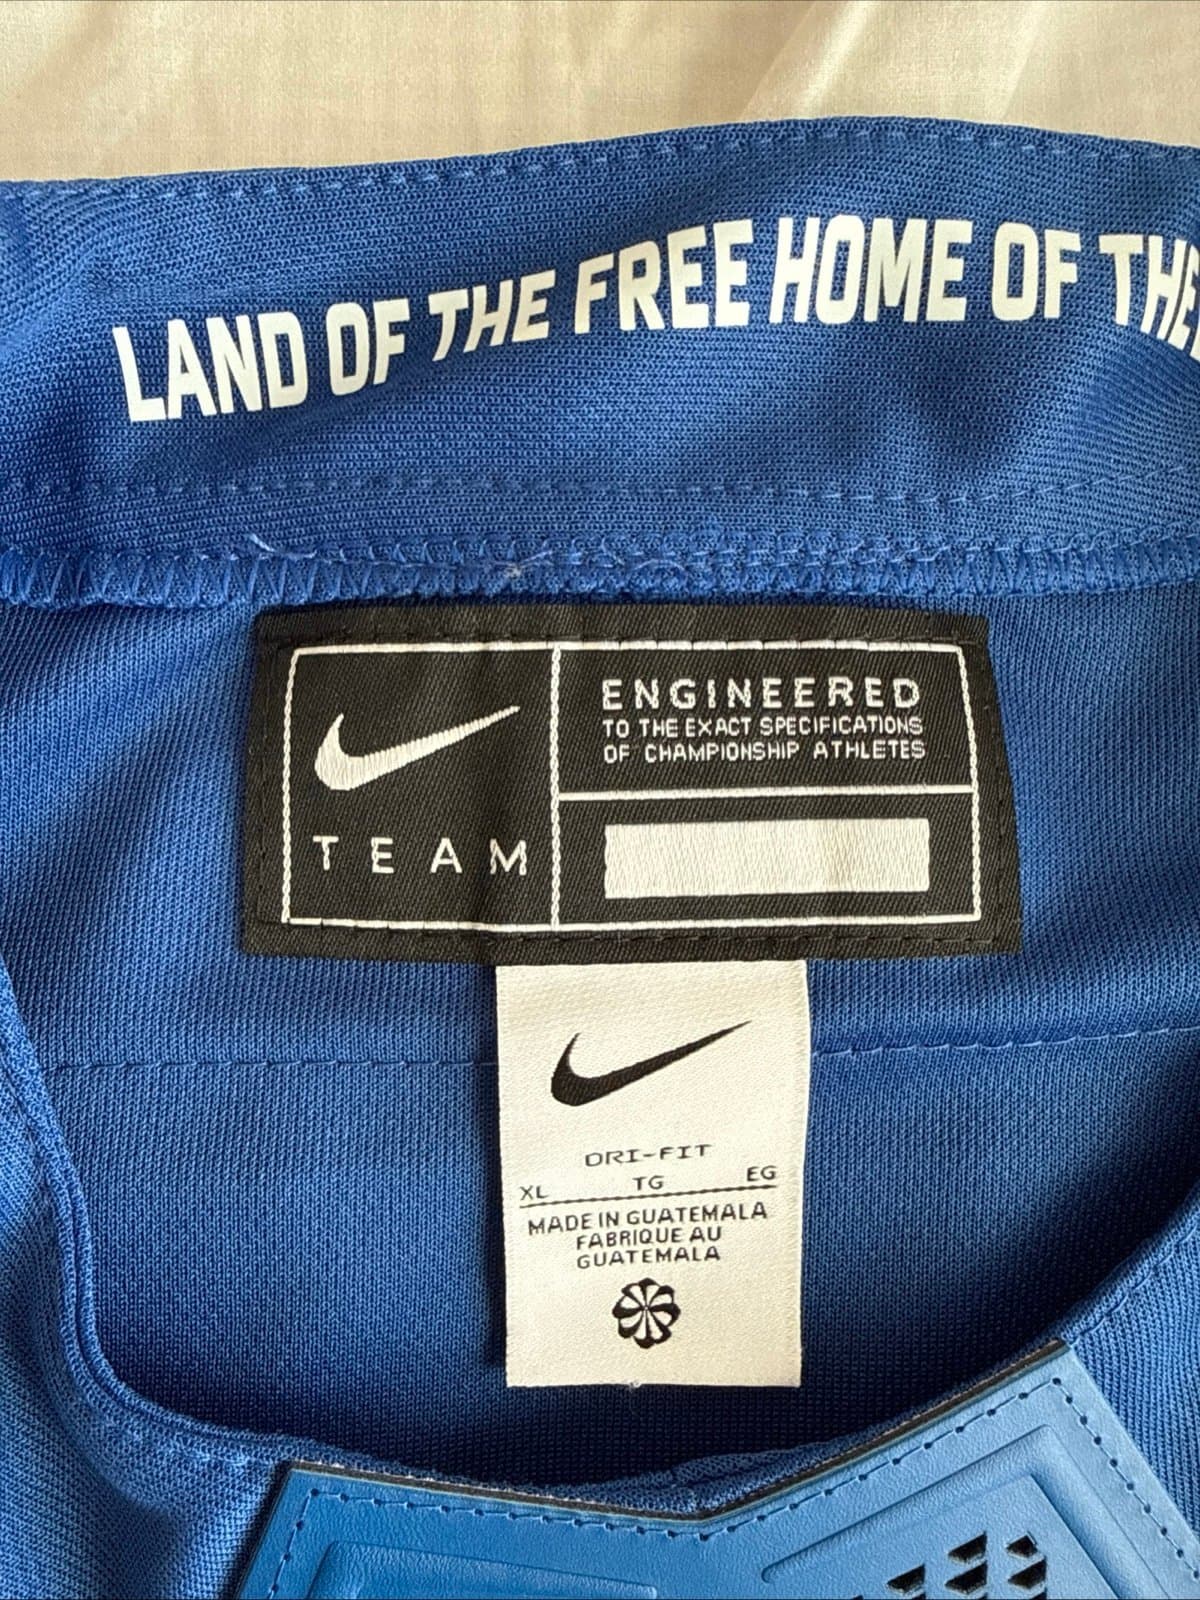 LAND OF THE FREE HOME OF THE
ENGINEERED
TO THE EXACT SPECIFICATIONS
OF CHAMPIONSHIP ATHLETES
TEAM
DRI-FIT
XL TG EG
MADE IN GUATEMALA
FABRIQUE AU
GUATEMALA